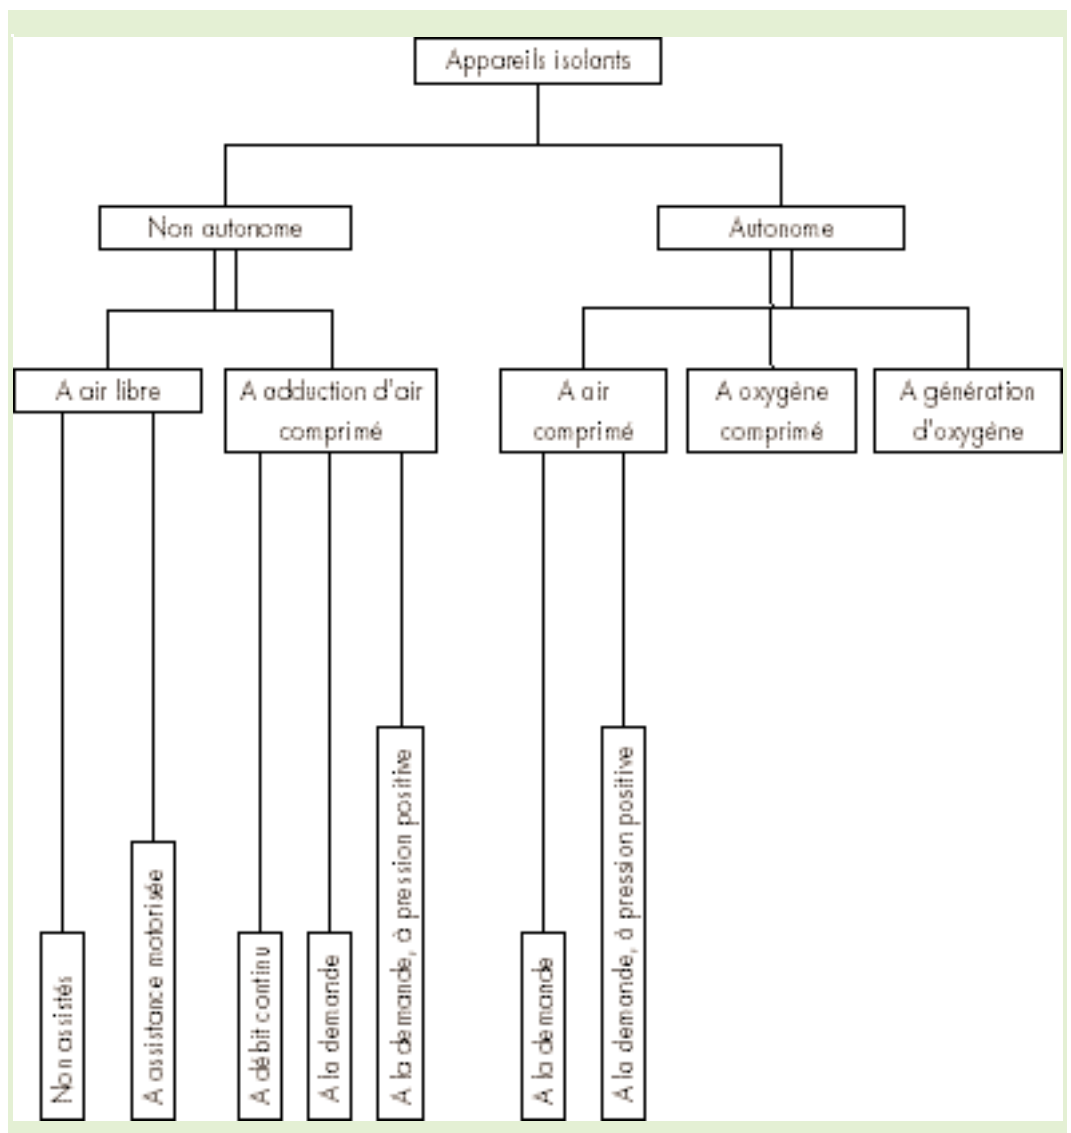 Appareils isolants
Non autonome
Autonome
A air libre
A adduction d'air
comprimé
A air
comprimé
A oxygène
comprimé
A génération
d'oxygène
Non assistés
A assistance motorisée
A débit continu
A la demande
A la demande, à pression positive
A la demande
A la demande, à pression positive